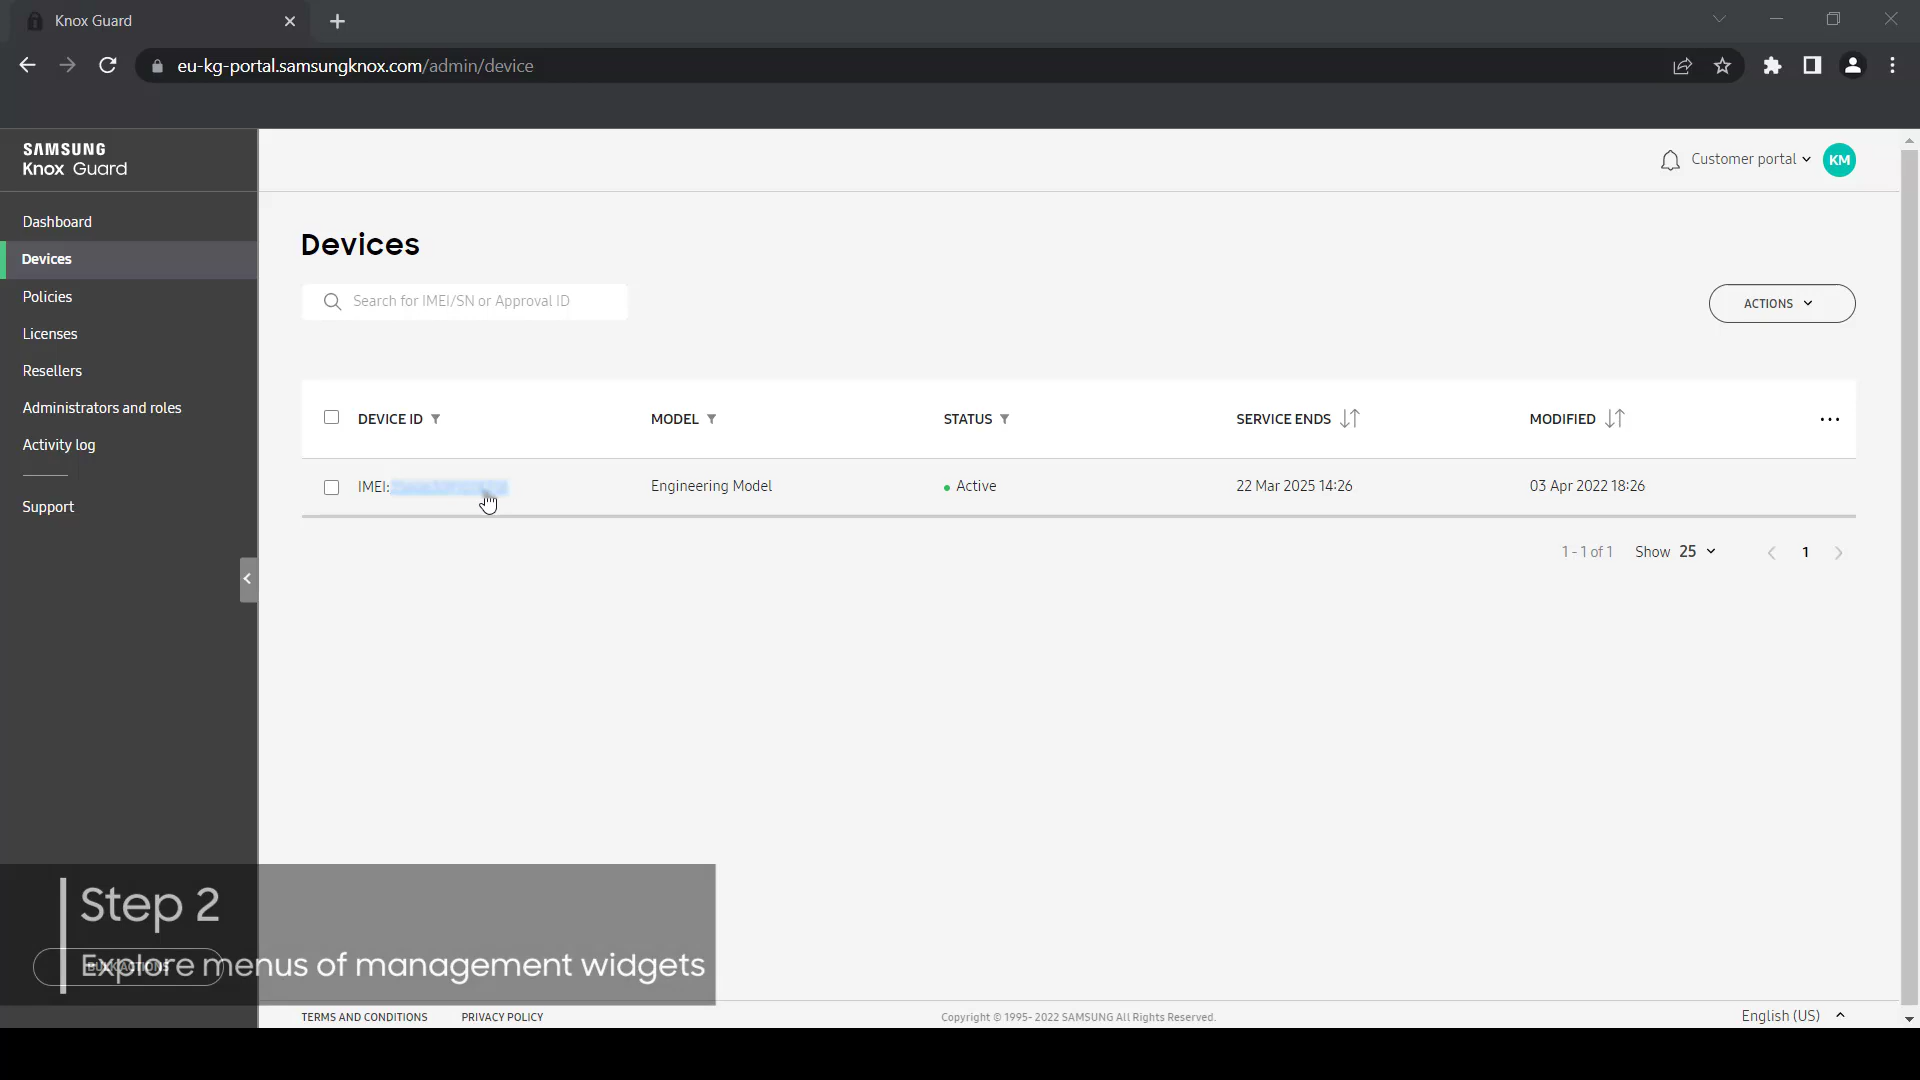 Knox Guard
eu-kg-portal.samsungknox.com/admin/device
SAMSUNG
Knox Guard
Customer portal
KM
Dashboard
Devices
Policies
Licenses
Resellers
Administrators and roles
Activity log
Support
Devices
Search for IMEI/SN or Approval ID
ACTIONS
DEVICE ID
MODEL
STATUS
SERVICE ENDS
MODIFIED
IMEI:
Engineering Model
Active
22 Mar 2025 14:26
03 Apr 2022 18:26
1 - 1 of 1
Show 25
1
Step 2
Explore menus of management widgets
BULK ACTIONS
TERMS AND CONDITIONS
PRIVACY POLICY
Copyright © 1995- 2022 SAMSUNG All Rights Reserved.
English (US)